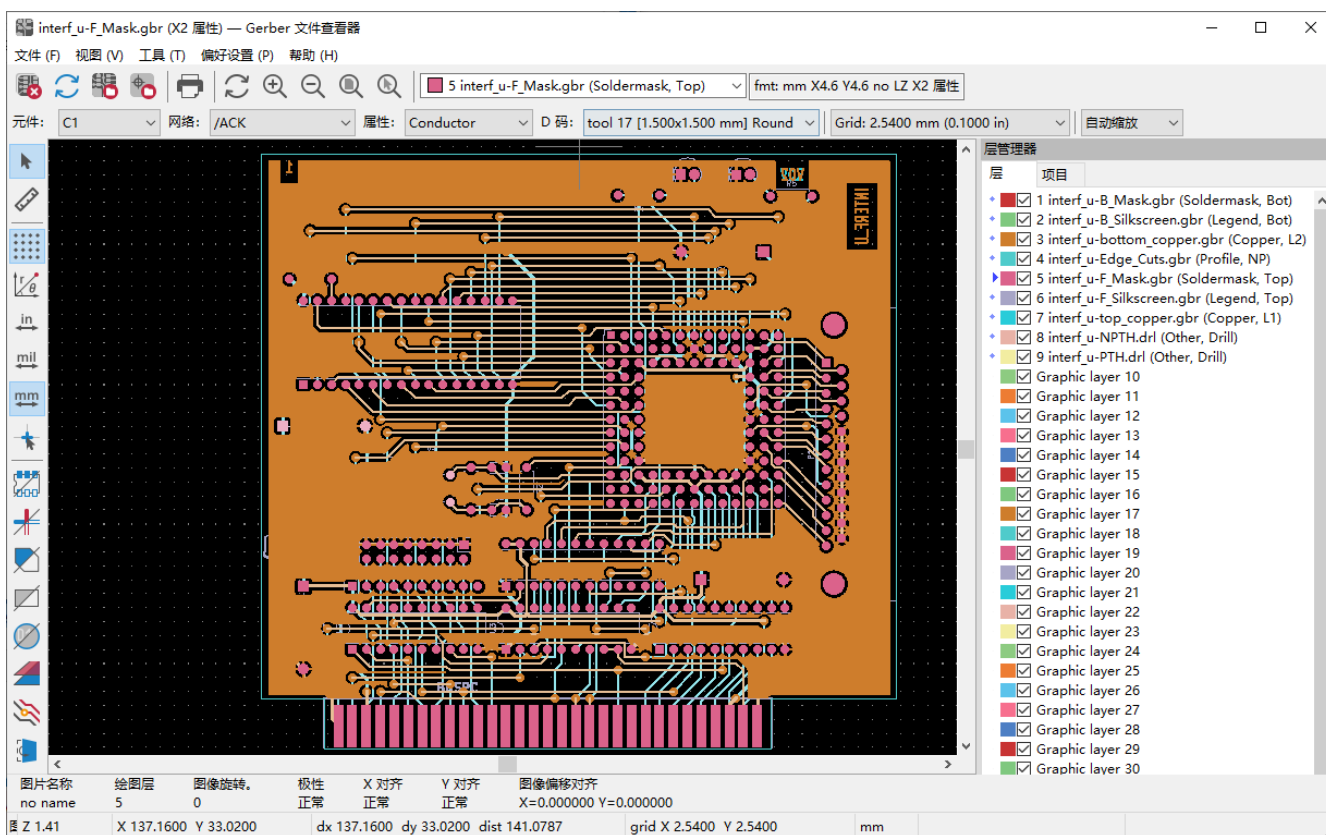 interf_u-F_Mask.gbr (X2 属性) — Gerber 文件查看器
文件 (F) 视图 (V) 工具 (T) 偏好设置 (P) 帮助 (H)
5 interf_u-F_Mask.gbr (Soldermask, Top) fmt: mm X4.6 Y4.6 no LZ X2 属性
元件: C1 网络: /ACK 属性: Conductor D 码: tool 17 [1.500x1.500 mm] Round Grid: 2.5400 mm (0.1000 in) 自动缩放
in
mil
mm
层管理器
层 项目
1 interf_u-B_Mask.gbr (Soldermask, Bot)
2 interf_u-B_Silkscreen.gbr (Legend, Bot)
3 interf_u-bottom_copper.gbr (Copper, L2)
4 interf_u-Edge_Cuts.gbr (Profile, NP)
5 interf_u-F_Mask.gbr (Soldermask, Top)
6 interf_u-F_Silkscreen.gbr (Legend, Top)
7 interf_u-top_copper.gbr (Copper, L1)
8 interf_u-NPTH.drl (Other, Drill)
9 interf_u-PTH.drl (Other, Drill)
Graphic layer 10
Graphic layer 11
Graphic layer 12
Graphic layer 13
Graphic layer 14
Graphic layer 15
Graphic layer 16
Graphic layer 17
Graphic layer 18
Graphic layer 19
Graphic layer 20
Graphic layer 21
Graphic layer 22
Graphic layer 23
Graphic layer 24
Graphic layer 25
Graphic layer 26
Graphic layer 27
Graphic layer 28
Graphic layer 29
Graphic layer 30
INTERF_U
图片名称 绘图层 图像旋转。 极性 X 对齐 Y 对齐 图像偏移对齐
no name 5 0 正常 正常 正常 X=0.000000 Y=0.000000
Z 1.41 X 137.1600 Y 33.0200 dx 137.1600 dy 33.0200 dist 141.0787 grid X 2.5400 Y 2.5400 mm